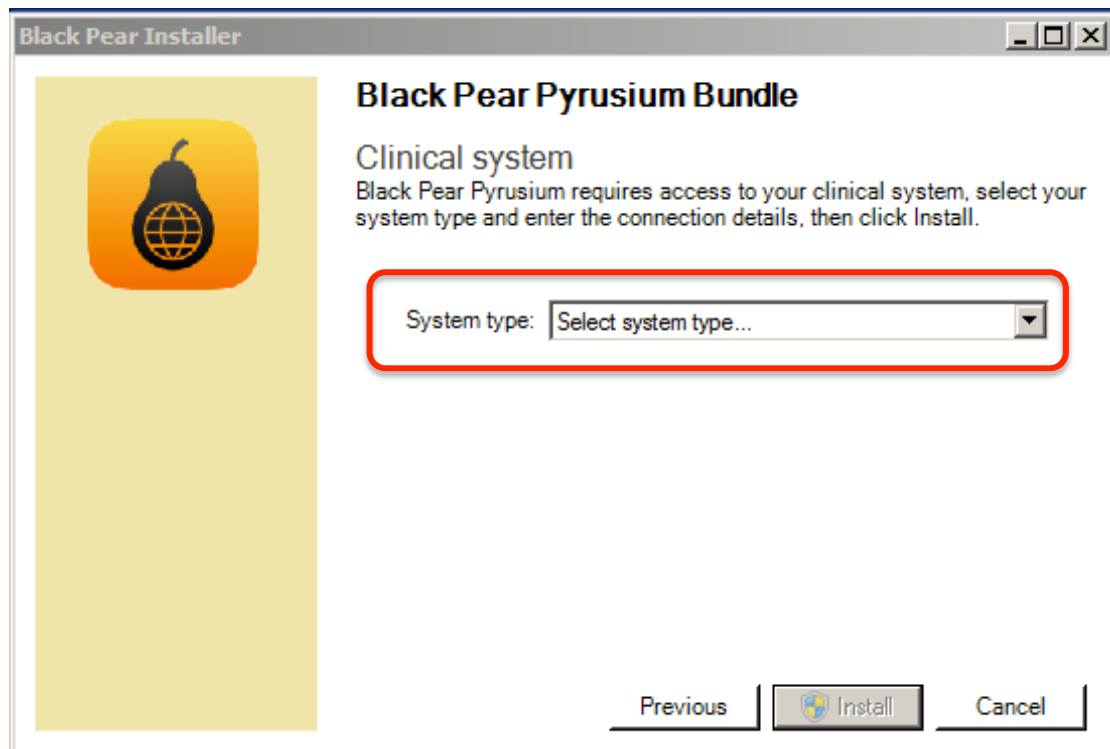 Black Pear Installer
Black Pear Pyrusium Bundle
Clinical system
Black Pear Pyrusium requires access to your clinical system, select your
system type and enter the connection details, then click Install.
System type: Select system type...
Previous Install Cancel